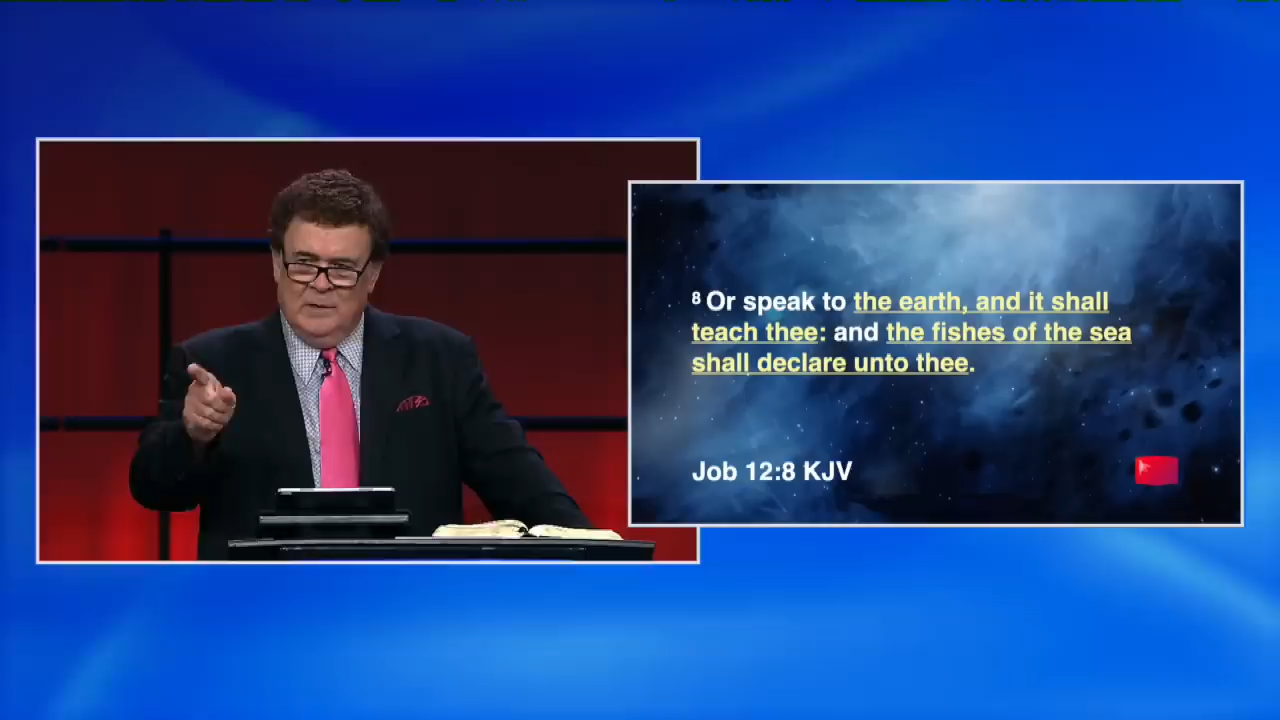 ⁸ Or speak to the earth, and it shall
teach thee: and the fishes of the sea
shall declare unto thee.
Job 12:8 KJV